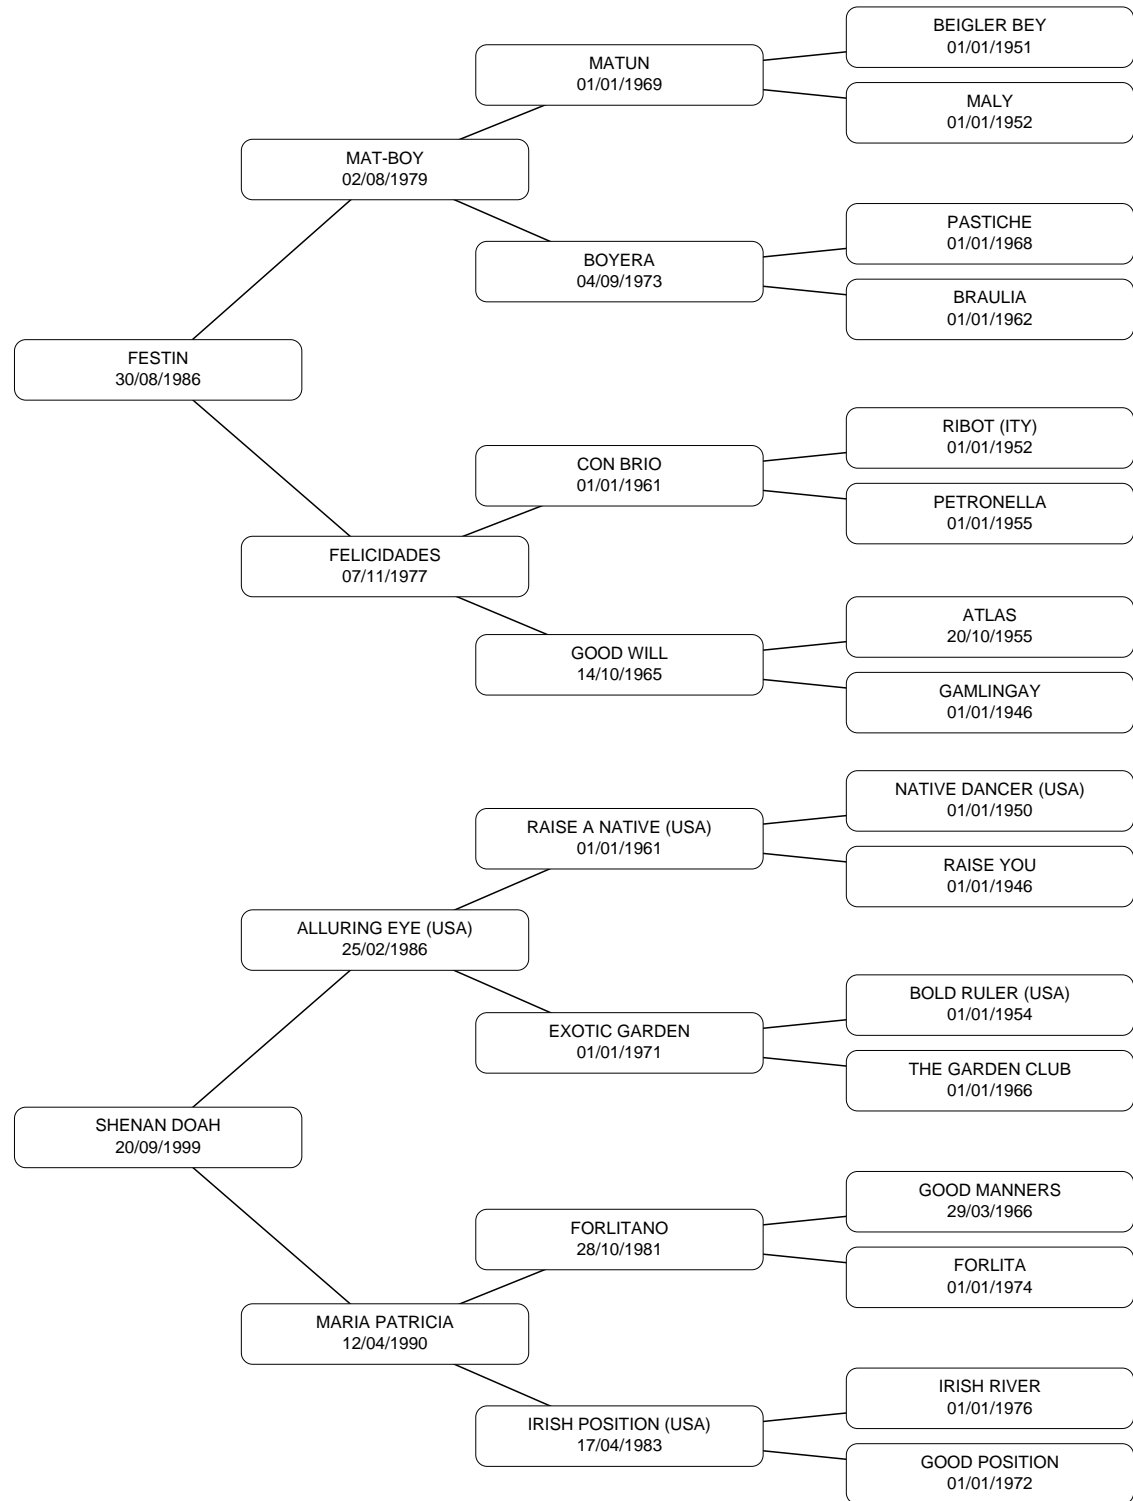 BEIGLER BEY
01/01/1951
MATUN
01/01/1969
MALY
01/01/1952
MAT-BOY
02/08/1979
PASTICHE
01/01/1968
BOYERA
04/09/1973
BRAULIA
01/01/1962
FESTIN
30/08/1986
RIBOT (ITY)
01/01/1952
CON BRIO
01/01/1961
PETRONELLA
01/01/1955
FELICIDADES
07/11/1977
ATLAS
20/10/1955
GOOD WILL
14/10/1965
GAMLINGAY
01/01/1946
NATIVE DANCER (USA)
01/01/1950
RAISE A NATIVE (USA)
01/01/1961
RAISE YOU
01/01/1946
ALLURING EYE (USA)
25/02/1986
BOLD RULER (USA)
01/01/1954
EXOTIC GARDEN
01/01/1971
THE GARDEN CLUB
01/01/1966
SHENAN DOAH
20/09/1999
GOOD MANNERS
29/03/1966
FORLITANO
28/10/1981
FORLITA
01/01/1974
MARIA PATRICIA
12/04/1990
IRISH RIVER
01/01/1976
IRISH POSITION (USA)
17/04/1983
GOOD POSITION
01/01/1972